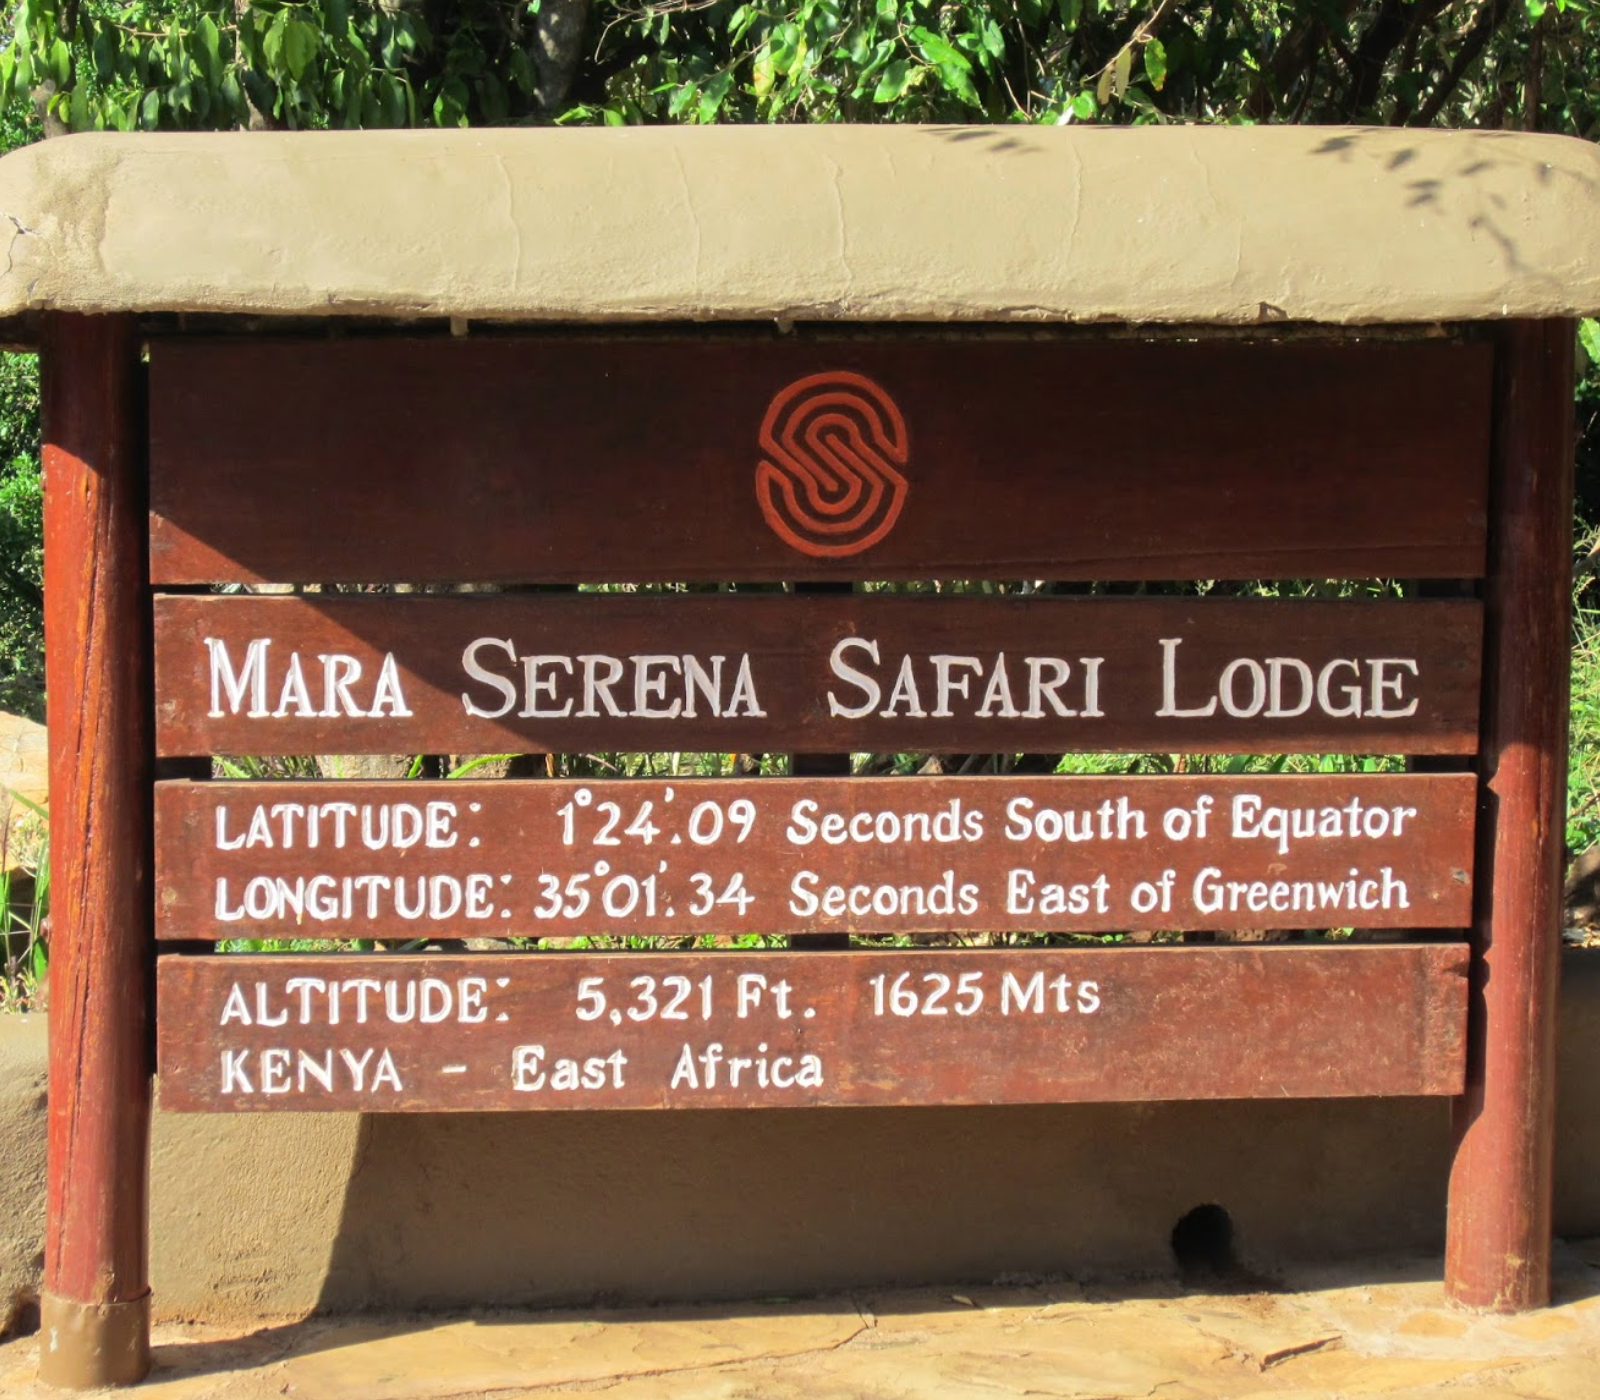 MARA SERENA SAFARI LODGE
LATITUDE: 1°24'.09 Seconds South of Equator
LONGITUDE: 35°01'.34 Seconds East of Greenwich
ALTITUDE: 5,321 Ft. 1625 Mts
KENYA - East Africa